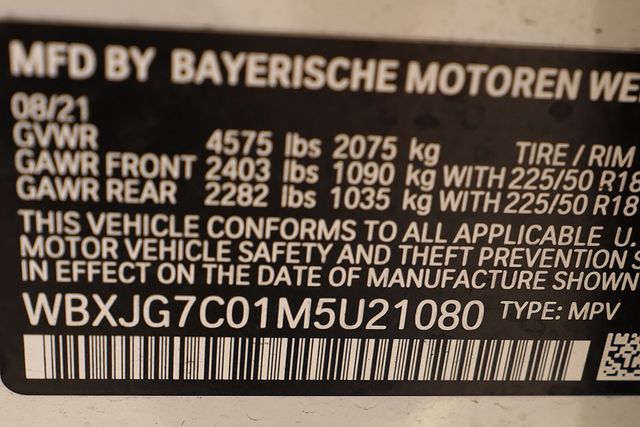 MFD BY BAYERISCHE MOTOREN WE
08/21
GVWR 4575 lbs 2075 kg TIRE / RIM
GAWR FRONT 2403 lbs 1090 kg WITH 225/50 R18
GAWR REAR 2282 lbs 1035 kg WITH 225/50 R18
THIS VEHICLE CONFORMS TO ALL APPLICABLE U.
MOTOR VEHICLE SAFETY AND THEFT PREVENTION S
IN EFFECT ON THE DATE OF MANUFACTURE SHOWN
WBXJG7C01M5U21080 TYPE: MPV